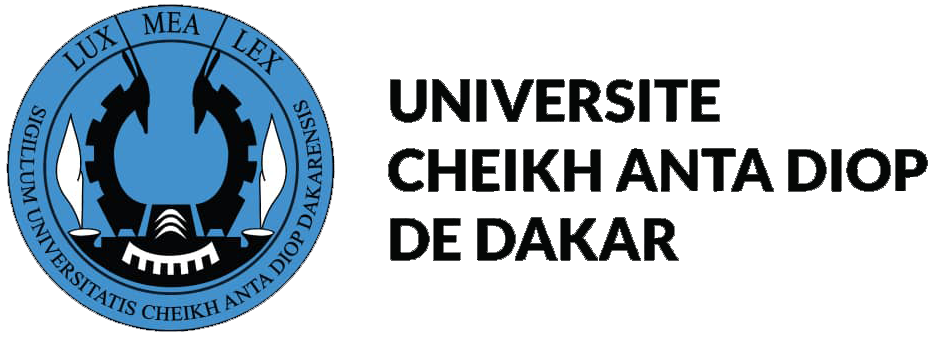 LUX MEA LEX
SIGILLUM UNIVERSITATIS CHEIKH ANTA DIOP DAKARENSIS
UNIVERSITE
CHEIKH ANTA DIOP
DE DAKAR